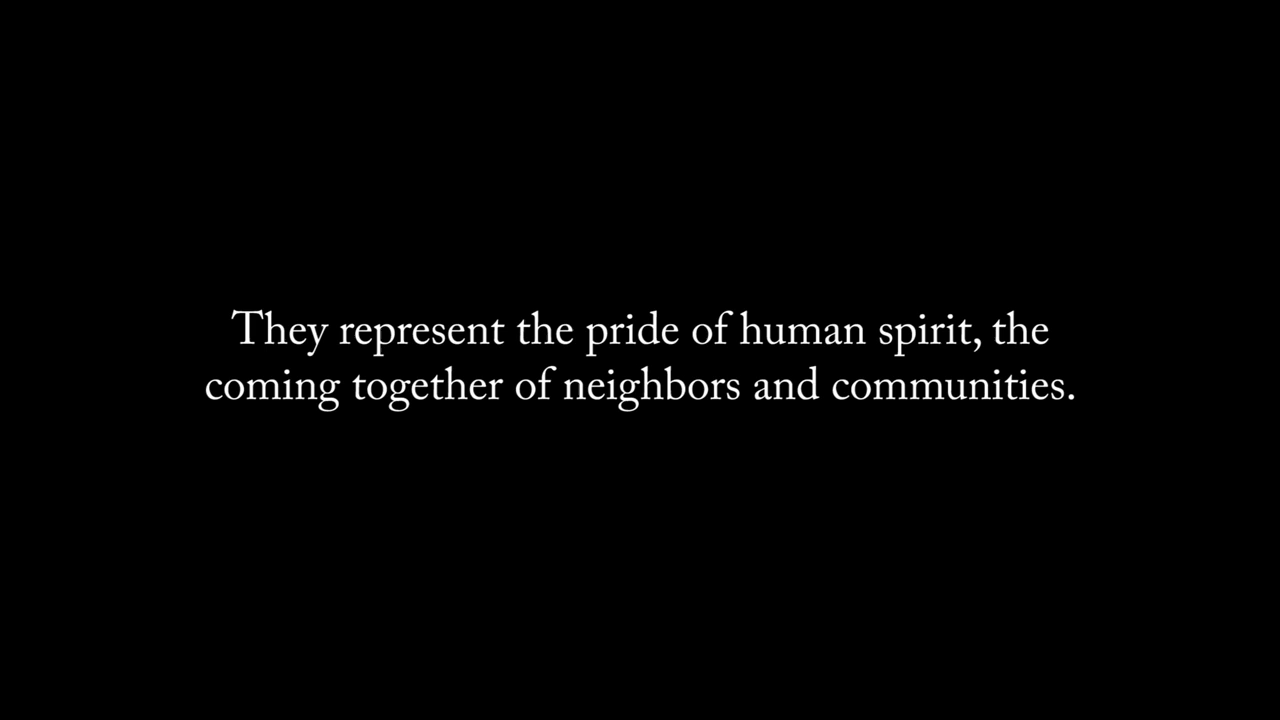 They represent the pride of human spirit, the
coming together of neighbors and communities.